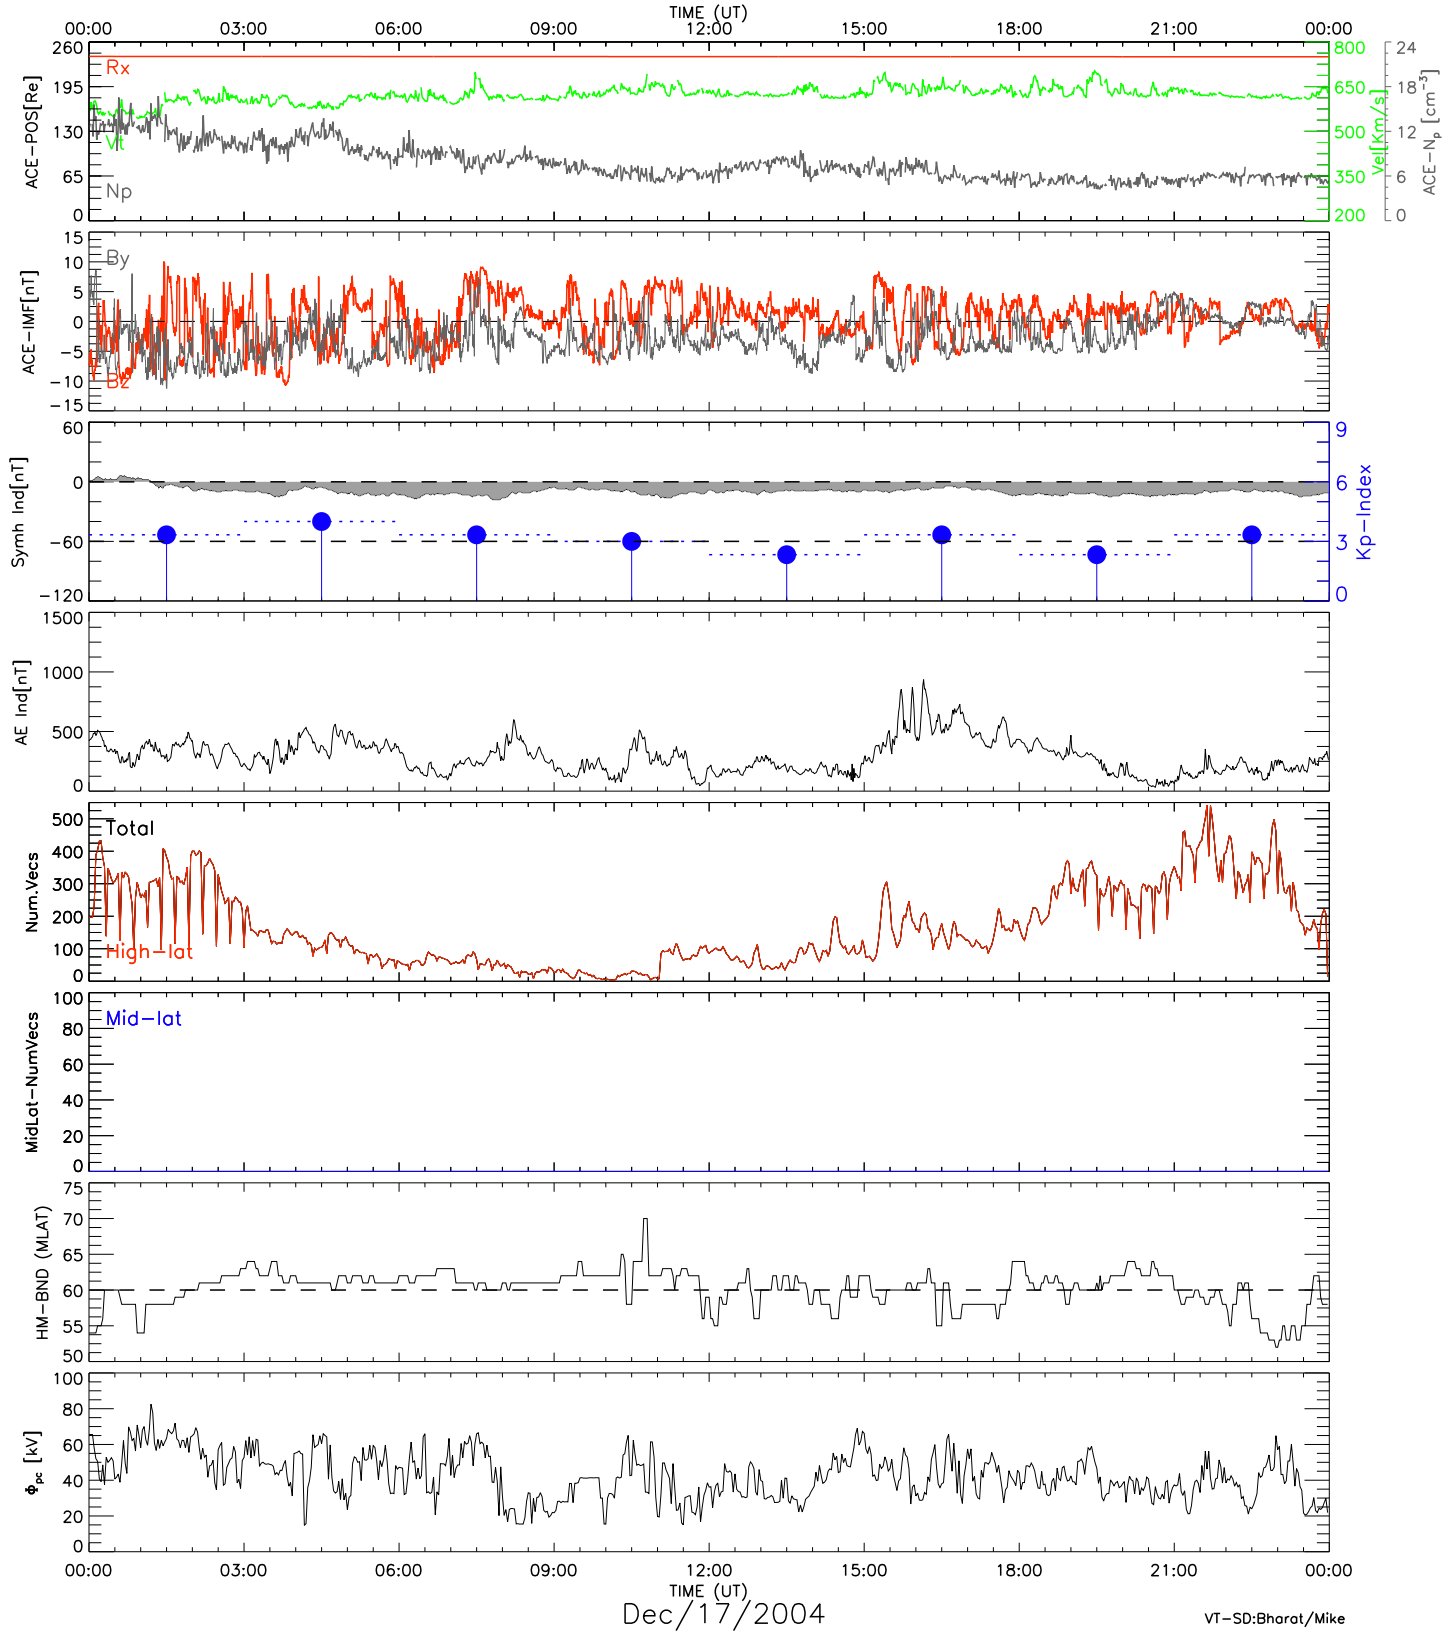 TIME (UT)
00:00 03:00 06:00 09:00 12:00 15:00 18:00 21:00 00:00
260
195
130
65
0
ACE-POS[Re]
Rx
Vt
Np
800
650
500
350
200
Vel[Km/s]
24
18
12
6
0
ACE-Np [cm-3]
15
10
5
0
-5
-10
-15
ACE-IMF[nT]
By
Bz
60
0
-60
-120
Symh Ind[nT]
9
6
3
0
Kp-Index
1500
1000
500
0
AE Ind[nT]
500
400
300
200
100
0
Num.Vecs
Total
High-lat
100
80
60
40
20
0
MidLat-NumVecs
Mid-lat
75
70
65
60
55
50
HM-BND (MLAT)
100
80
60
40
20
0
Φpc [kV]
00:00 03:00 06:00 09:00 12:00 15:00 18:00 21:00 00:00
TIME (UT)
Dec/17/2004
VT-SD:Bharat/Mike